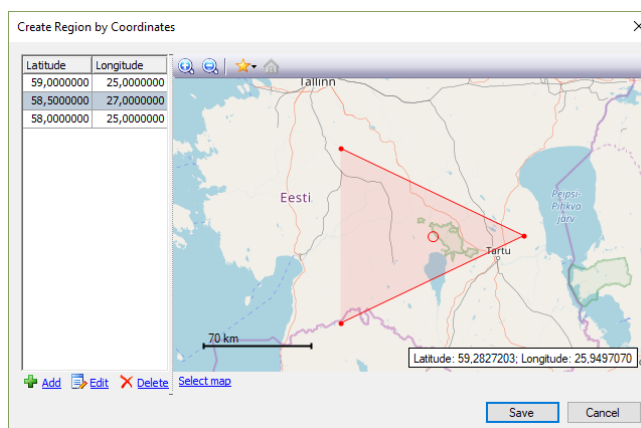 Create Region by Coordinates
Latitude Longitude
59,0000000 25,0000000
58,5000000 27,0000000
58,0000000 25,0000000
Tallinn
Eesti
Peipsi-
Pihkva
järv
Tartu
70 km
Latitude: 59,2827203; Longitude: 25,9497070
Add Edit Delete Select map
Save Cancel